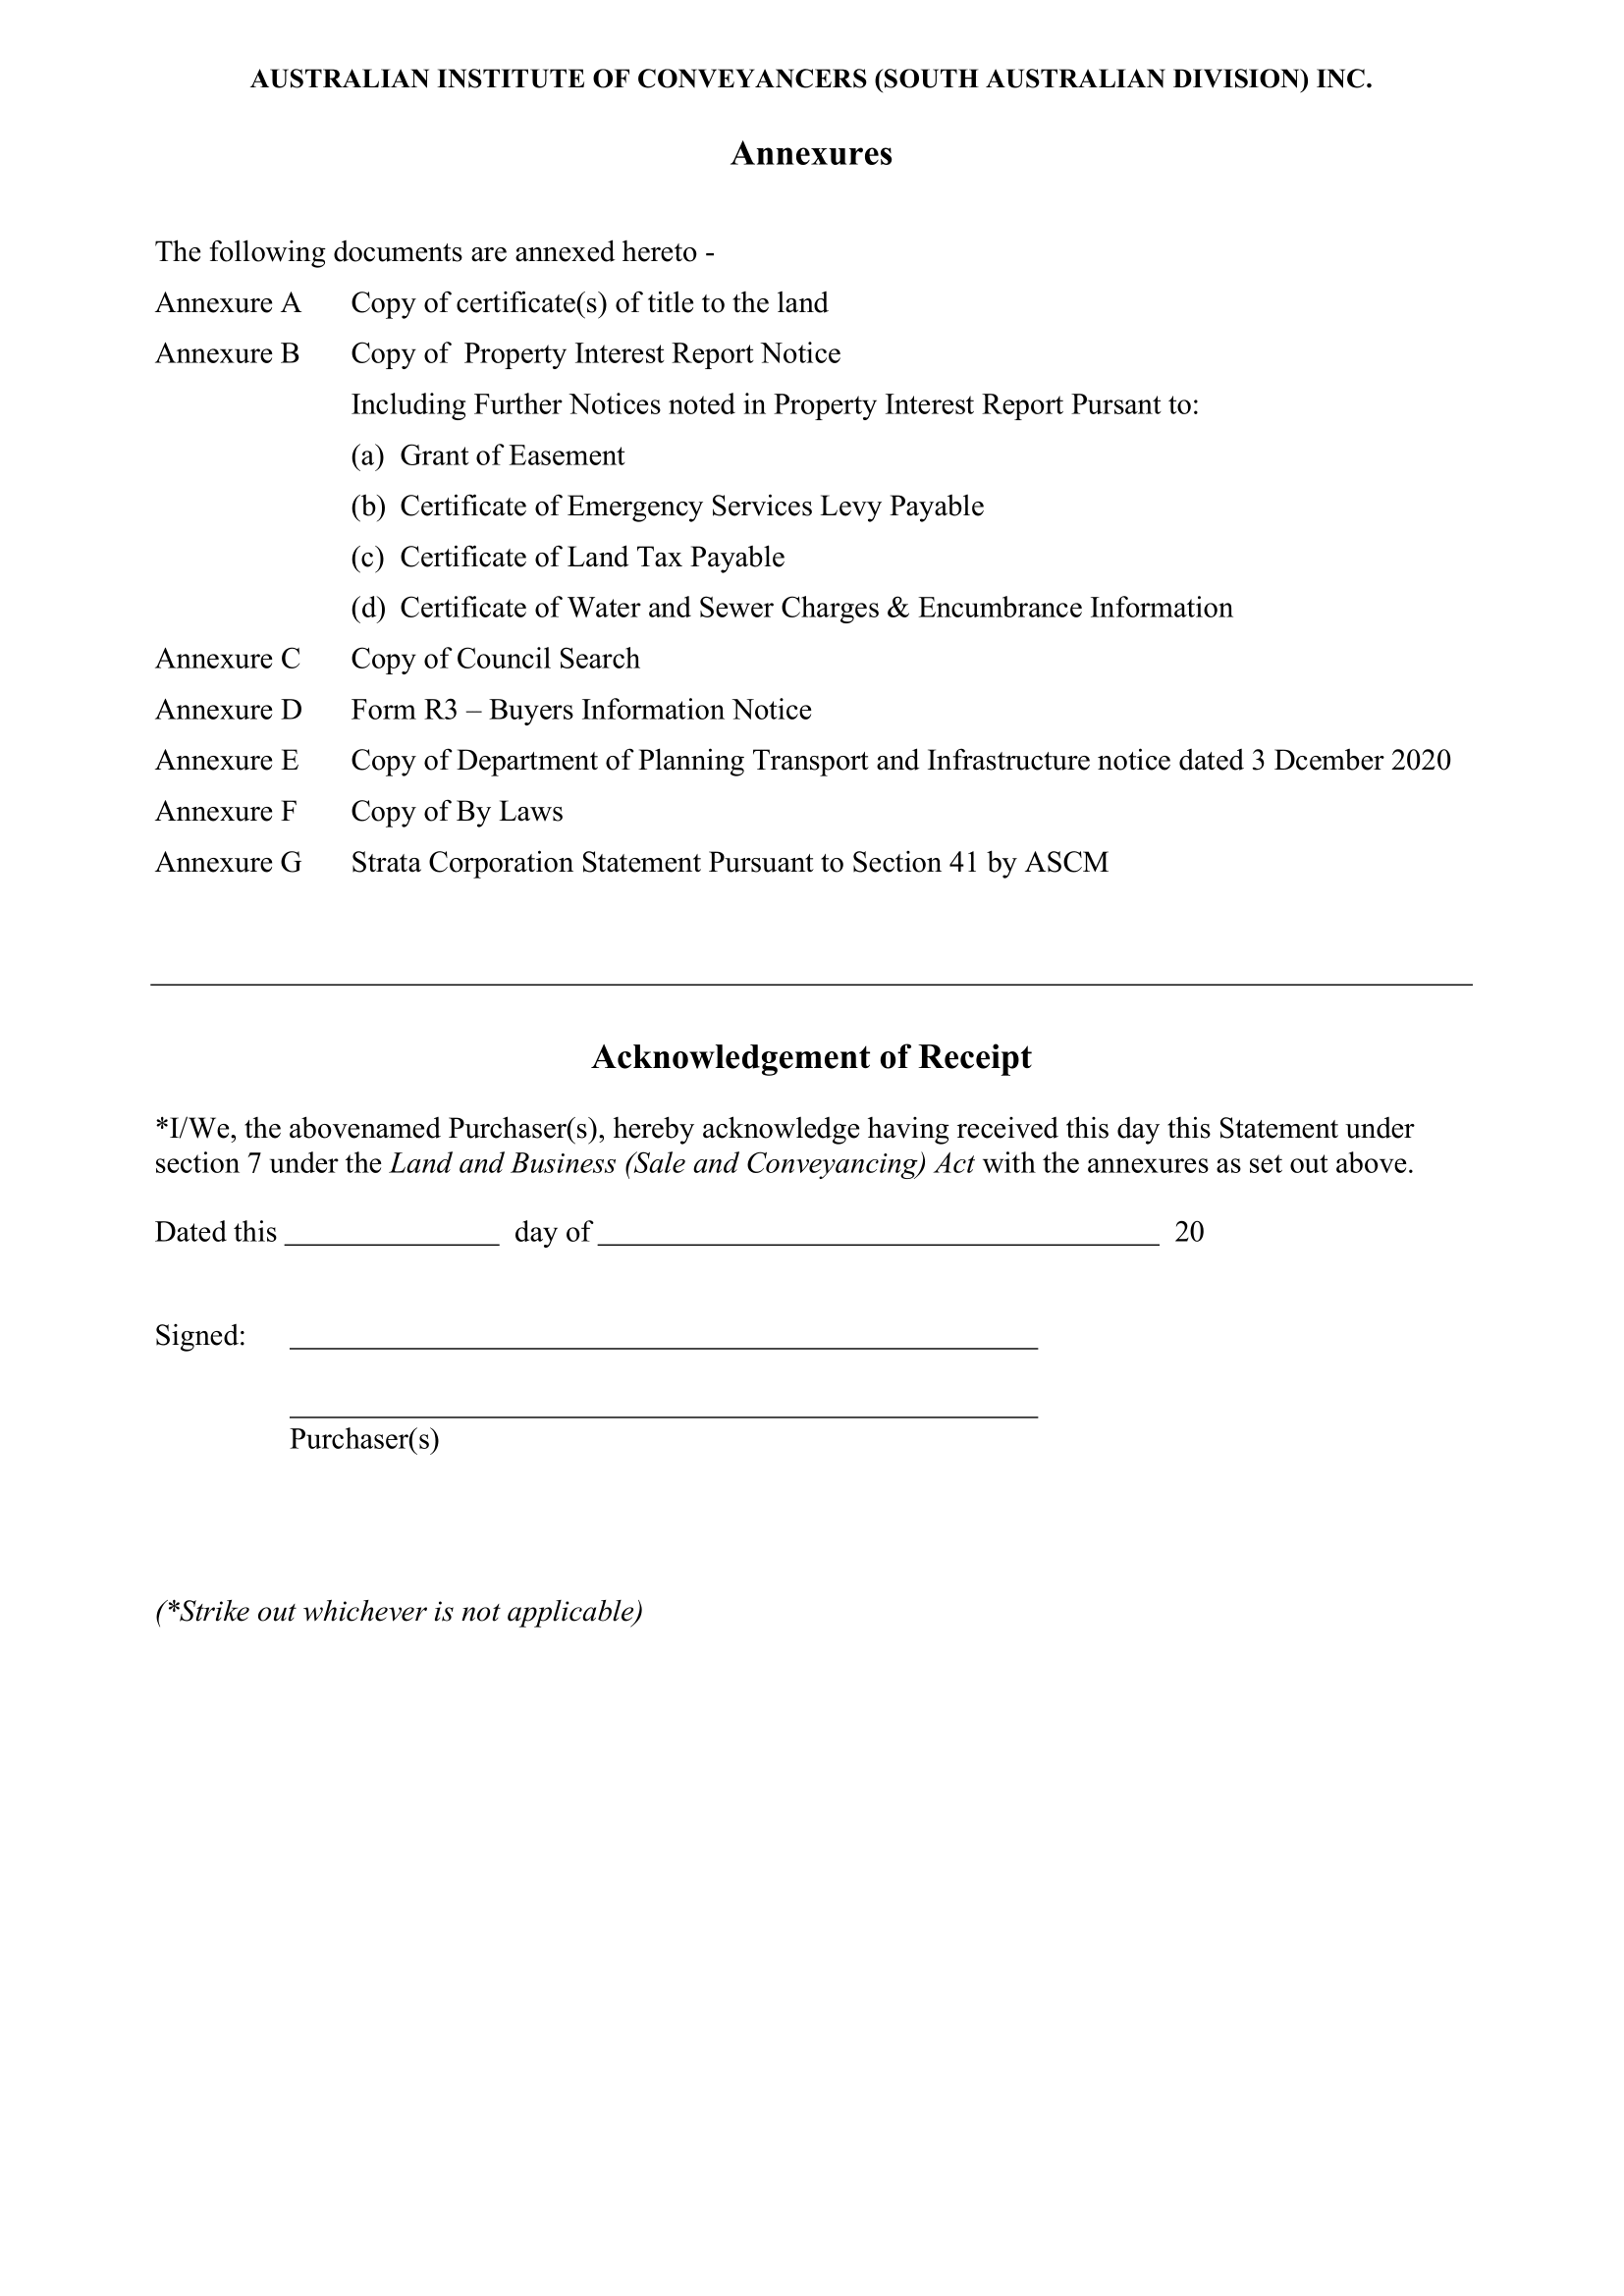 AUSTRALIAN INSTITUTE OF CONVEYANCERS (SOUTH AUSTRALIAN DIVISION) INC.
Annexures
The following documents are annexed hereto -
Annexure A Copy of certificate(s) of title to the land
Annexure B Copy of  Property Interest Report Notice
Including Further Notices noted in Property Interest Report Pursuant to:
(a) Grant of Easement
(b) Certificate of Emergency Services Levy Payable
(c) Certificate of Land Tax Payable
(d) Certificate of Water and Sewer Charges & Encumbrance Information
Annexure C Copy of Council Search
Annexure D Form R3 – Buyers Information Notice
Annexure E Copy of Department of Planning Transport and Infrastructure notice dated 3 Dcember 2020
Annexure F Copy of By Laws
Annexure G Strata Corporation Statement Pursuant to Section 41 by ASCM
Acknowledgement of Receipt
*I/We, the abovenamed Purchaser(s), hereby acknowledge having received this day this Statement under
section 7 under the Land and Business (Sale and Conveyancing) Act with the annexures as set out above.
Dated this ______________ day of ____________________________________ 20
Signed: ________________________________________________
________________________________________________
Purchaser(s)
(*Strike out whichever is not applicable)